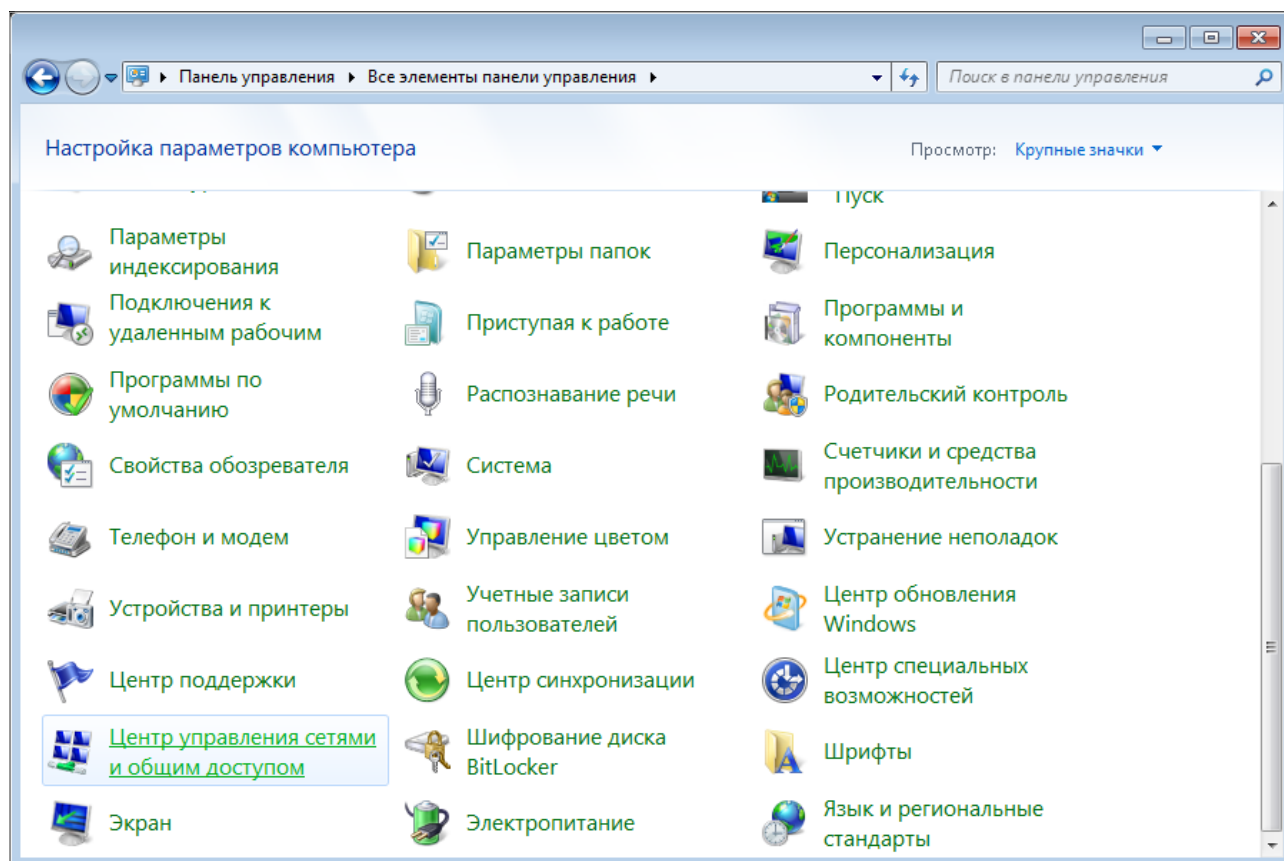 Панель управления
Все элементы панели управления
Поиск в панели управления
Настройка параметров компьютера
Просмотр: Крупные значки
Пуск
Параметры
индексирования
Параметры папок
Персонализация
Подключения к
удаленным рабочим
Приступая к работе
Программы и
компоненты
Программы по
умолчанию
Распознавание речи
Родительский контроль
Свойства обозревателя
Система
Счетчики и средства
производительности
Телефон и модем
Управление цветом
Устранение неполадок
Устройства и принтеры
Учетные записи
пользователей
Центр обновления
Windows
Центр поддержки
Центр синхронизации
Центр специальных
возможностей
Центр управления сетями
и общим доступом
Шифрование диска
BitLocker
Шрифты
Экран
Электропитание
Язык и региональные
стандарты